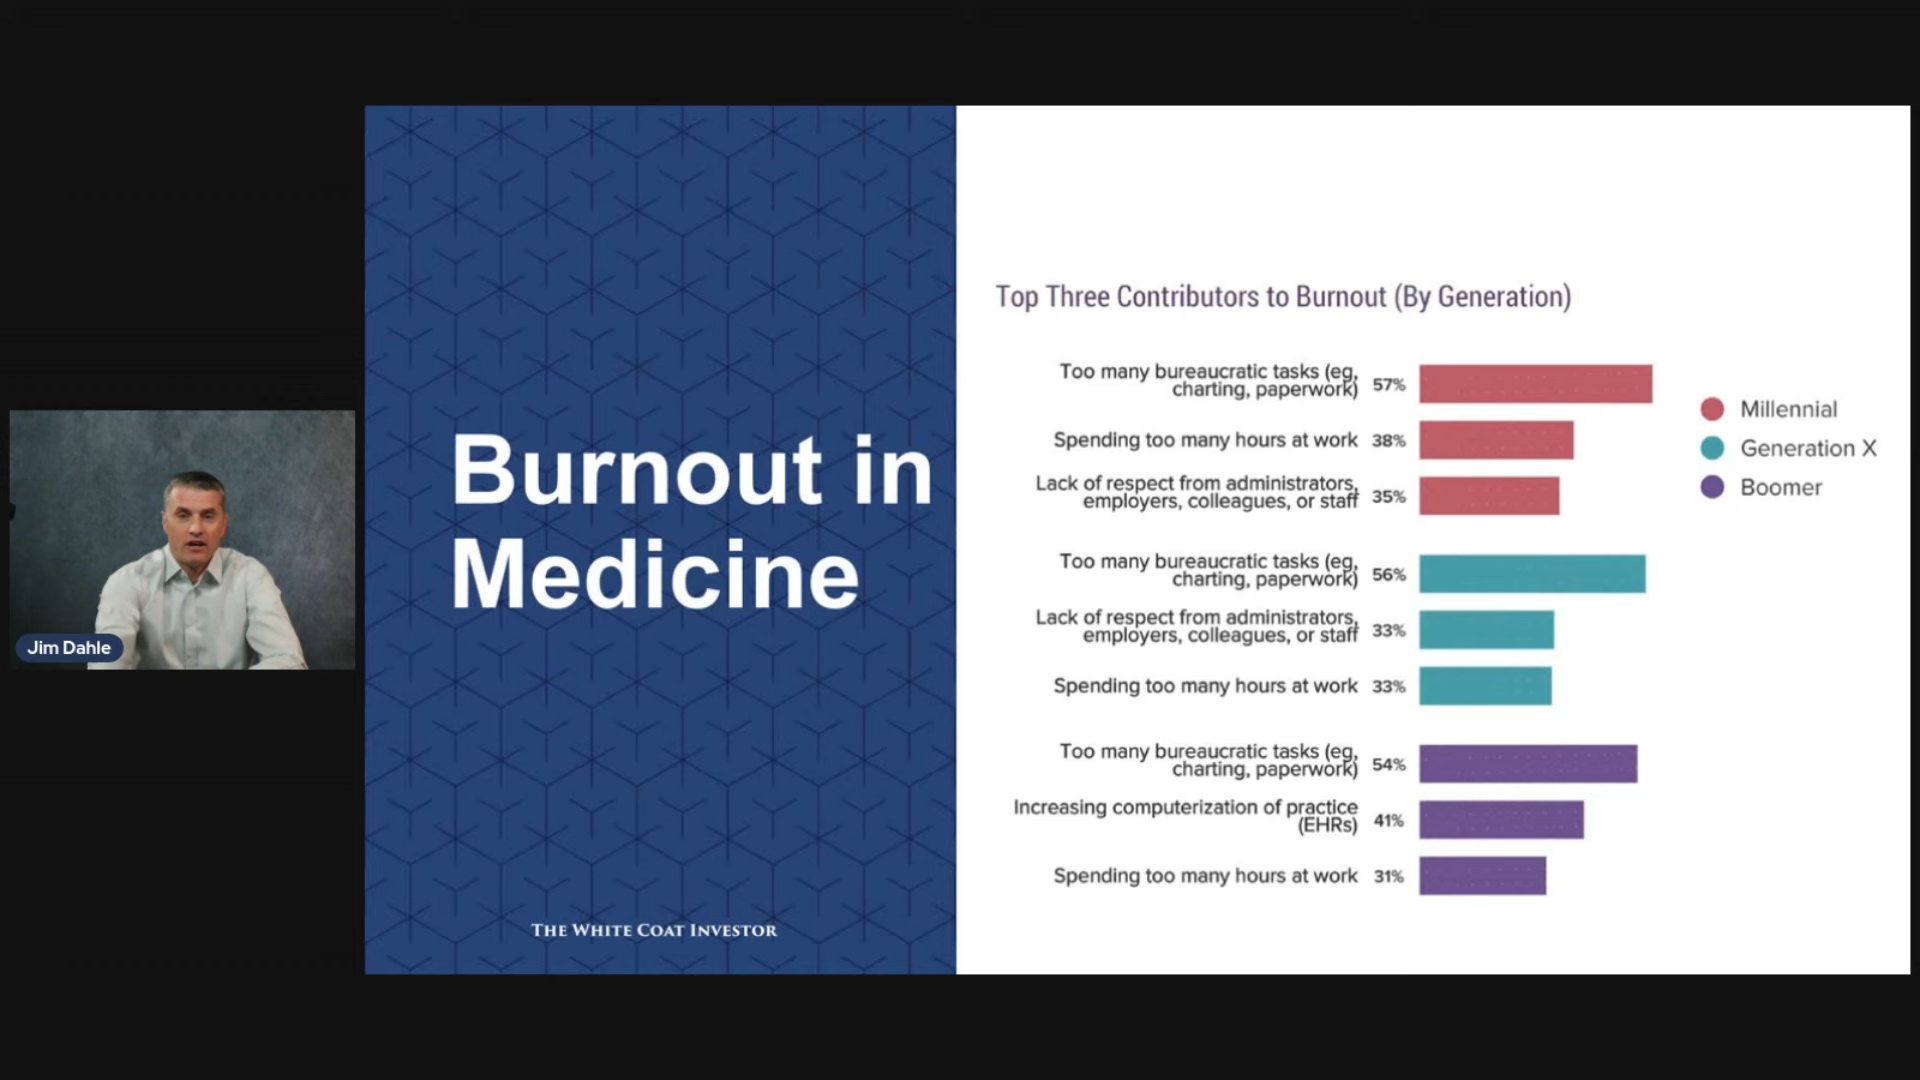 Jim Dahle
Burnout in
Medicine
THE WHITE COAT INVESTOR
Top Three Contributors to Burnout (By Generation)
Too many bureaucratic tasks (eg,
charting, paperwork) 57%
Spending too many hours at work 38%
Lack of respect from administrators,
employers, colleagues, or staff 35%
Too many bureaucratic tasks (eg,
charting, paperwork) 56%
Lack of respect from administrators,
employers, colleagues, or staff 33%
Spending too many hours at work 33%
Too many bureaucratic tasks (eg,
charting, paperwork) 54%
Increasing computerization of practice
(EHRs) 41%
Spending too many hours at work 31%
Millennial
Generation X
Boomer